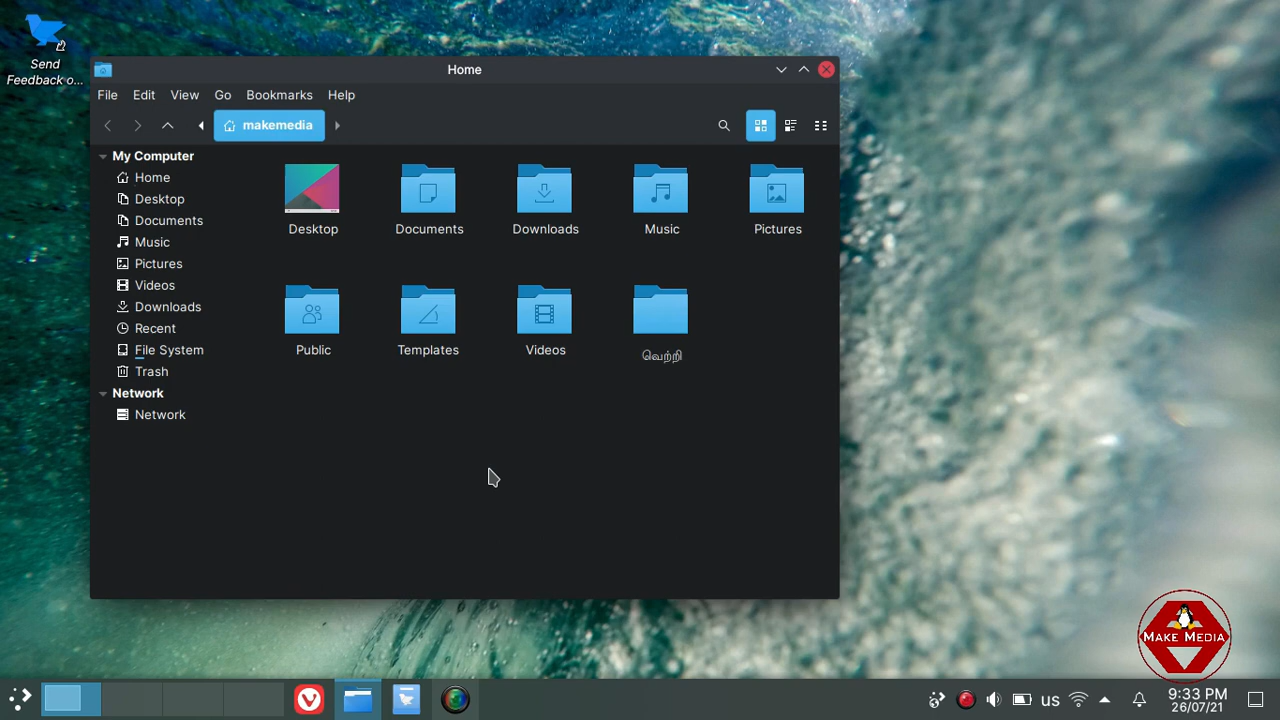 Send
Feedback o...
Home
File Edit View Go Bookmarks Help
makemedia
My Computer
Home
Desktop
Documents
Music
Pictures
Videos
Downloads
Recent
File System
Trash
Network
Network
Desktop Documents Downloads Music Pictures
Public Templates Videos வெற்றி
MAKE MEDIA
us
9:33 PM
26/07/21